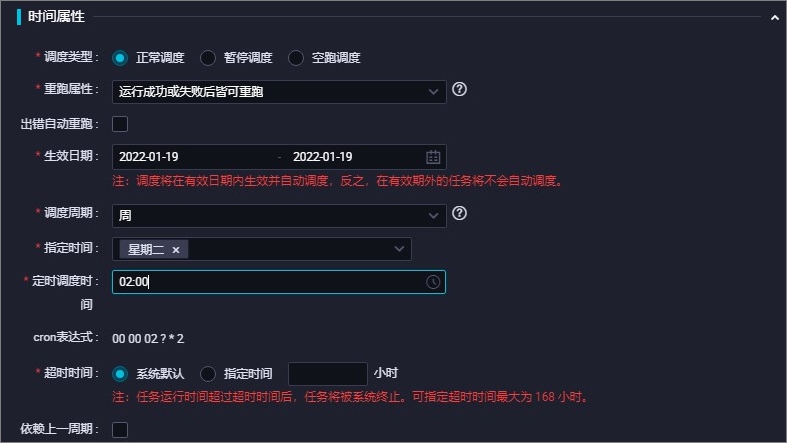 时间属性
* 调度类型： 正常调度 暂停调度 空跑调度
* 重跑属性： 运行成功或失败后皆可重跑
出错自动重跑：
* 生效日期： 2022-01-19 - 2022-01-19
注：调度将在有效日期内生效并自动调度，反之，在有效期外的任务将不会自动调度。
* 调度周期： 周
* 指定时间： 星期二 ×
* 定时调度时间： 02:00
cron表达式： 00 00 02 ? * 2
* 超时时间： 系统默认 指定时间 小时
注：任务运行时间超过超时时间后，任务将被系统终止。可指定超时时间最大为 168 小时。
依赖上一周期：